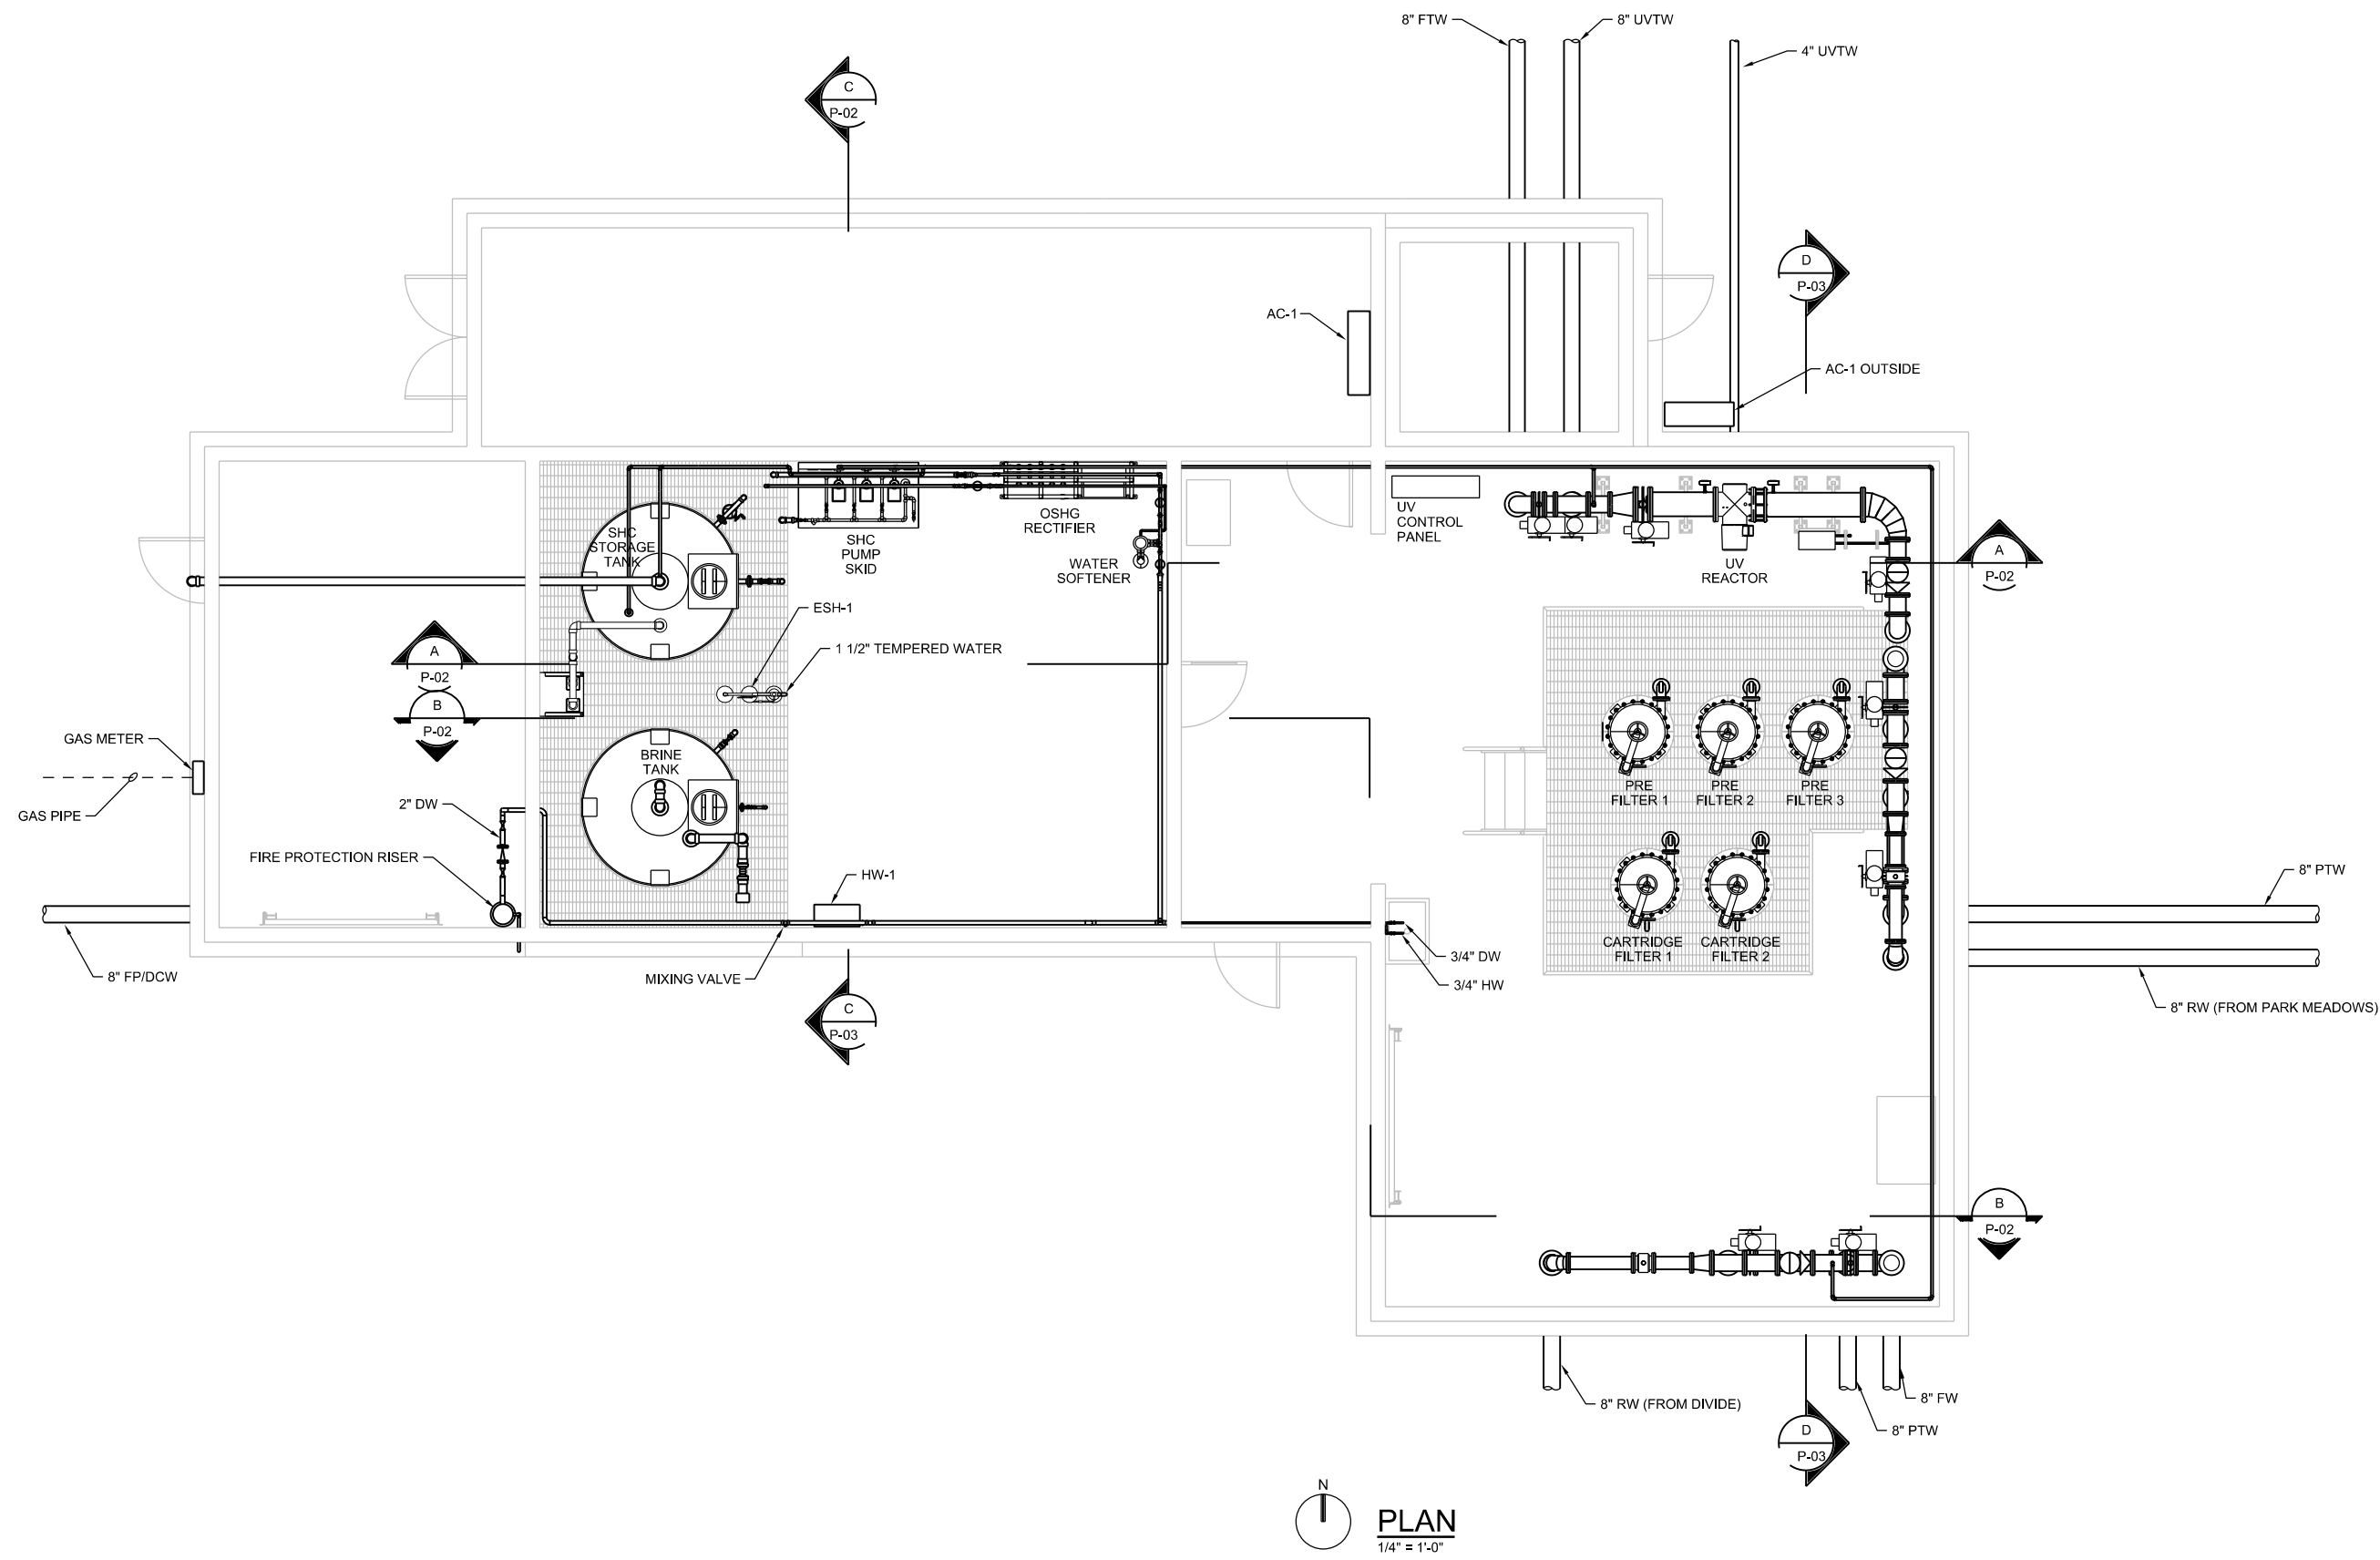 8" FTW
8" UVTW
4" UVTW
C
P-02
D
P-03
AC-1
AC-1 OUTSIDE
SHC
STORAGE
TANK
SHC
PUMP
SKID
OSHG
RECTIFIER
WATER
SOFTENER
UV
CONTROL
PANEL
UV
REACTOR
A
P-02
ESH-1
1 1/2" TEMPERED WATER
A
P-02
B
P-02
GAS METER
GAS PIPE
BRINE
TANK
2" DW
FIRE PROTECTION RISER
HW-1
PRE
FILTER 1
PRE
FILTER 2
PRE
FILTER 3
CARTRIDGE
FILTER 1
CARTRIDGE
FILTER 2
8" PTW
8" FP/DCW
MIXING VALVE
3/4" DW
3/4" HW
8" RW (FROM PARK MEADOWS)
C
P-03
B
P-02
8" RW (FROM DIVIDE)
8" FW
8" PTW
D
P-03
N
PLAN
1/4" = 1'-0"